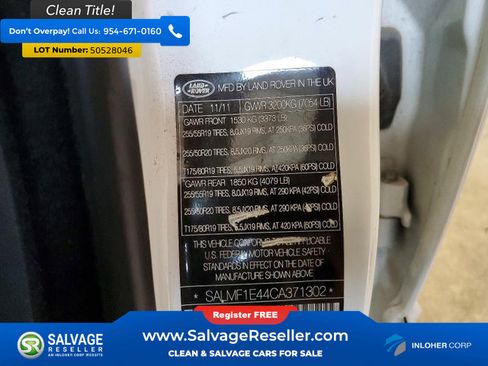 Clean Title!
Don't Overpay! Call us: 954-671-0160
Lot Number: 50528046
LAND ROVER
MFG BY LAND ROVER IN THE UK
DATE 11/11 GVWR 3200KG (7054 LB)
GAWR FRONT 1530 KG (3373 LB)
255/55R19 TIRES, 8.0JX19 RIMS, AT 250KPA (36PSI) COLD
255/50R20 TIRES, 8.5JX20 RIMS, AT 250KPA (36PSI) COLD
T175/80R19 TIRES, 5.5JX19 RIMS, AT 420KPA (60PSI) COLD
GAWR REAR 1850 KG (4079 LB)
255/55R19 TIRES, 8.0JX19 RIMS, AT 290 KPA (42PSI) COLD
255/50R20 TIRES, 8.5JX20 RIMS, AT 290 KPA (42PSI) COLD
T175/80R19 TIRES, 5.5JX19 RIMS, AT 420 KPA (60PSI) COLD
THIS VEHICLE CONFORMS TO ALL APPLICABLE
U.S. FEDERAL MOTOR VEHICLE SAFETY
STANDARDS IN EFFECT ON THE DATE OF
MANUFACTURE SHOWN ABOVE.
* SALMF1E44CA371302 *
Register FREE!
SALVAGE RESELLER.com
AN INLOHER CORP WEBSITE
www.SalvageReseller.com
CLEAN & SALVAGE CARS FOR SALE
INLOHER CORP